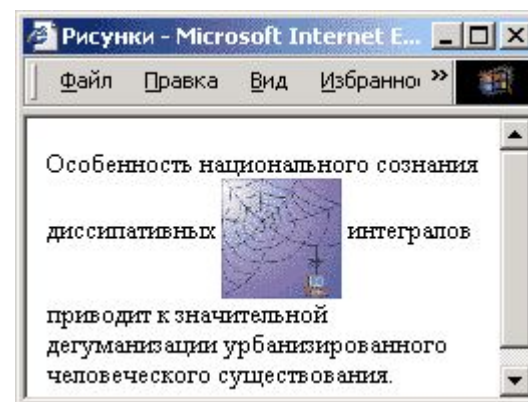 Рисунки - Microsoft Internet E...
Файл Правка Вид Избранно »
Особенность национального сознания
диссипативных интегралов
приводит к значительной
дегуманизации урбанизированного
человеческого существования.